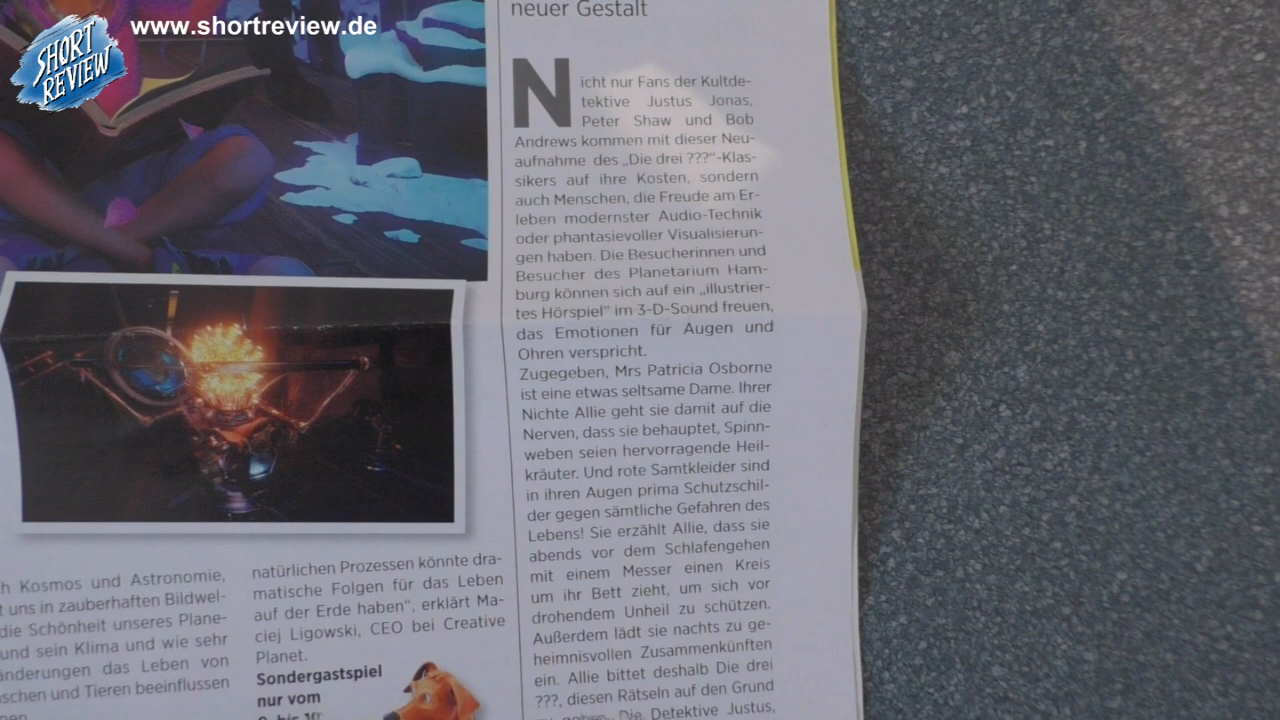 SHORT
REVIEW
www.shortreview.de
neuer Gestalt
Nicht nur Fans der Kultde-
tektive Justus Jonas,
Peter Shaw und Bob
Andrews kommen mit dieser Neu-
aufnahme des „Die drei ???“-Klas-
sikers auf ihre Kosten, sondern
auch Menschen, die Freude am Er-
leben modernster Audio-Technik
oder phantasievoller Visualisierun-
gen haben. Die Besucherinnen und
Besucher des Planetarium Ham-
burg können sich auf ein „illustrier-
tes Hörspiel“ im 3-D-Sound freuen,
das Emotionen für Augen und
Ohren verspricht.
Zugegeben, Mrs Patricia Osborne
ist eine etwas seltsame Dame. Ihrer
Nichte Allie geht sie damit auf die
Nerven, dass sie behauptet, Spinn-
weben seien hervorragende Heil-
kräuter. Und rote Samtkleider sind
in ihren Augen prima Schutzschil-
der gegen sämtliche Gefahren des
Lebens! Sie erzählt Allie, dass sie
abends vor dem Schlafengehen
mit einem Messer einen Kreis
um ihr Bett zieht, um sich vor
drohendem Unheil zu schützen.
Außerdem lädt sie nachts zu ge-
heimnisvollen Zusammenkünften
ein. Allie bittet deshalb Die drei
???, diesen Rätseln auf den Grund
Die Detektive Justus,
Kosmos und Astronomie,
uns in zauberhaften Bildwel-
die Schönheit unseres Plane-
und sein Klima und wie sehr
änderungen das Leben von
schen und Tieren beeinflussen
natürlichen Prozessen könnte dra-
matische Folgen für das Leben
auf der Erde haben“, erklärt Ma-
ciej Ligowski, CEO bei Creative
Planet.
Sondergastspiel
nur vom